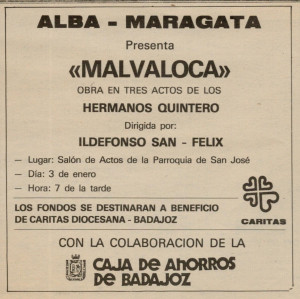 ALBA - MARAGATA
Presenta
«MALVALOCA»
OBRA EN TRES ACTOS DE LOS
HERMANOS QUINTERO
Dirigida por:
ILDEFONSO SAN - FELIX
— Lugar: Salón de Actos de la Parroquia de San José
— Día: 3 de enero
— Hora: 7 de la tarde
LOS FONDOS SE DESTINARAN A BENEFICIO
DE CARITAS DIOCESANA - BADAJOZ
CARITAS
CON LA COLABORACION DE LA
CAJA DE AHORROS
DE BADAJOZ